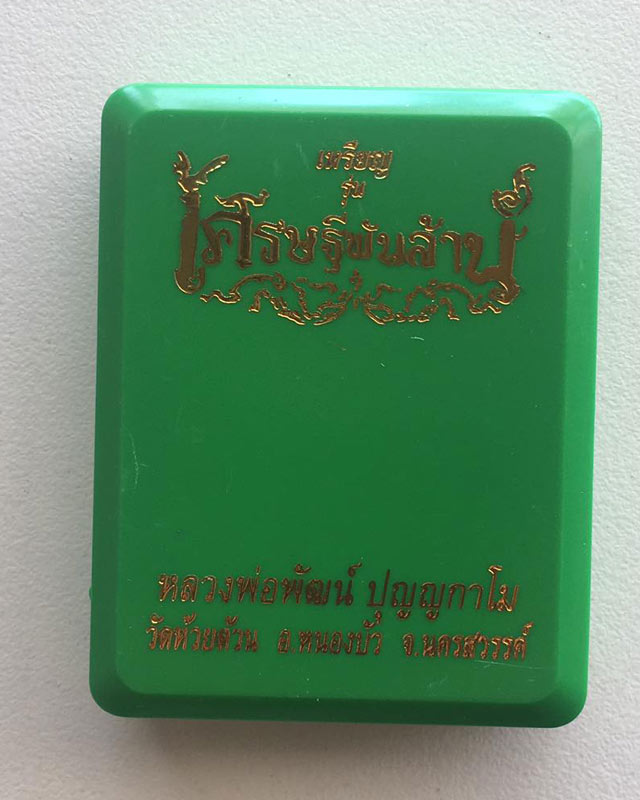 เหรียญ
รุ่น
เศรษฐีพันล้าน
หลวงพ่อพัฒน์ ปุญญกาโม
วัดห้วยด้วน อ.หนองบัว จ.นครสวรรค์